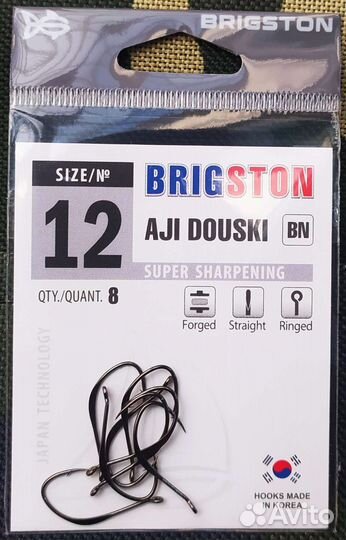 BRIGSTON
SIZE/№
12
QTY./QUANT. 8
BRIGSTON
AJI DOUSKI BN
SUPER SHARPENING
Forged Straight Ringed
JAPAN TECHNOLOGY
HOOKS MADE
IN KOREA
Avito